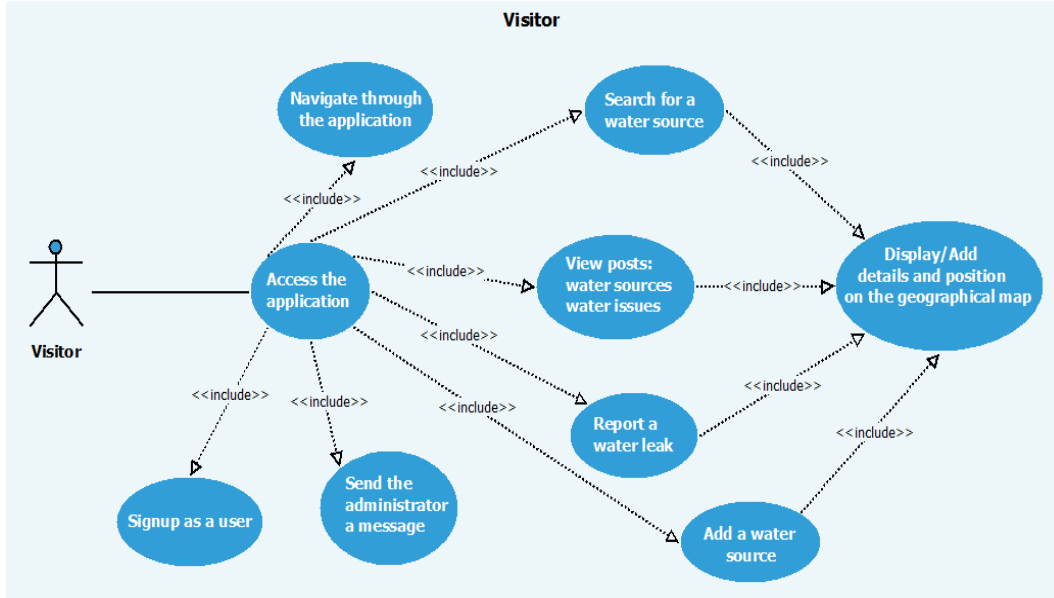 Visitor
Navigate through
the application
Search for a
water source
<<include>>
<<include>>
<<include>>
Access the
application
View posts:
water sources
water issues
Display/Add
details and position
on the geographical map
<<include>>
<<include>>
Visitor
<<include>>
<<include>>
<<include>>
<<include>>
<<include>>
<<include>>
Report a
water leak
Signup as a user
Send the
administrator
a message
Add a water
source